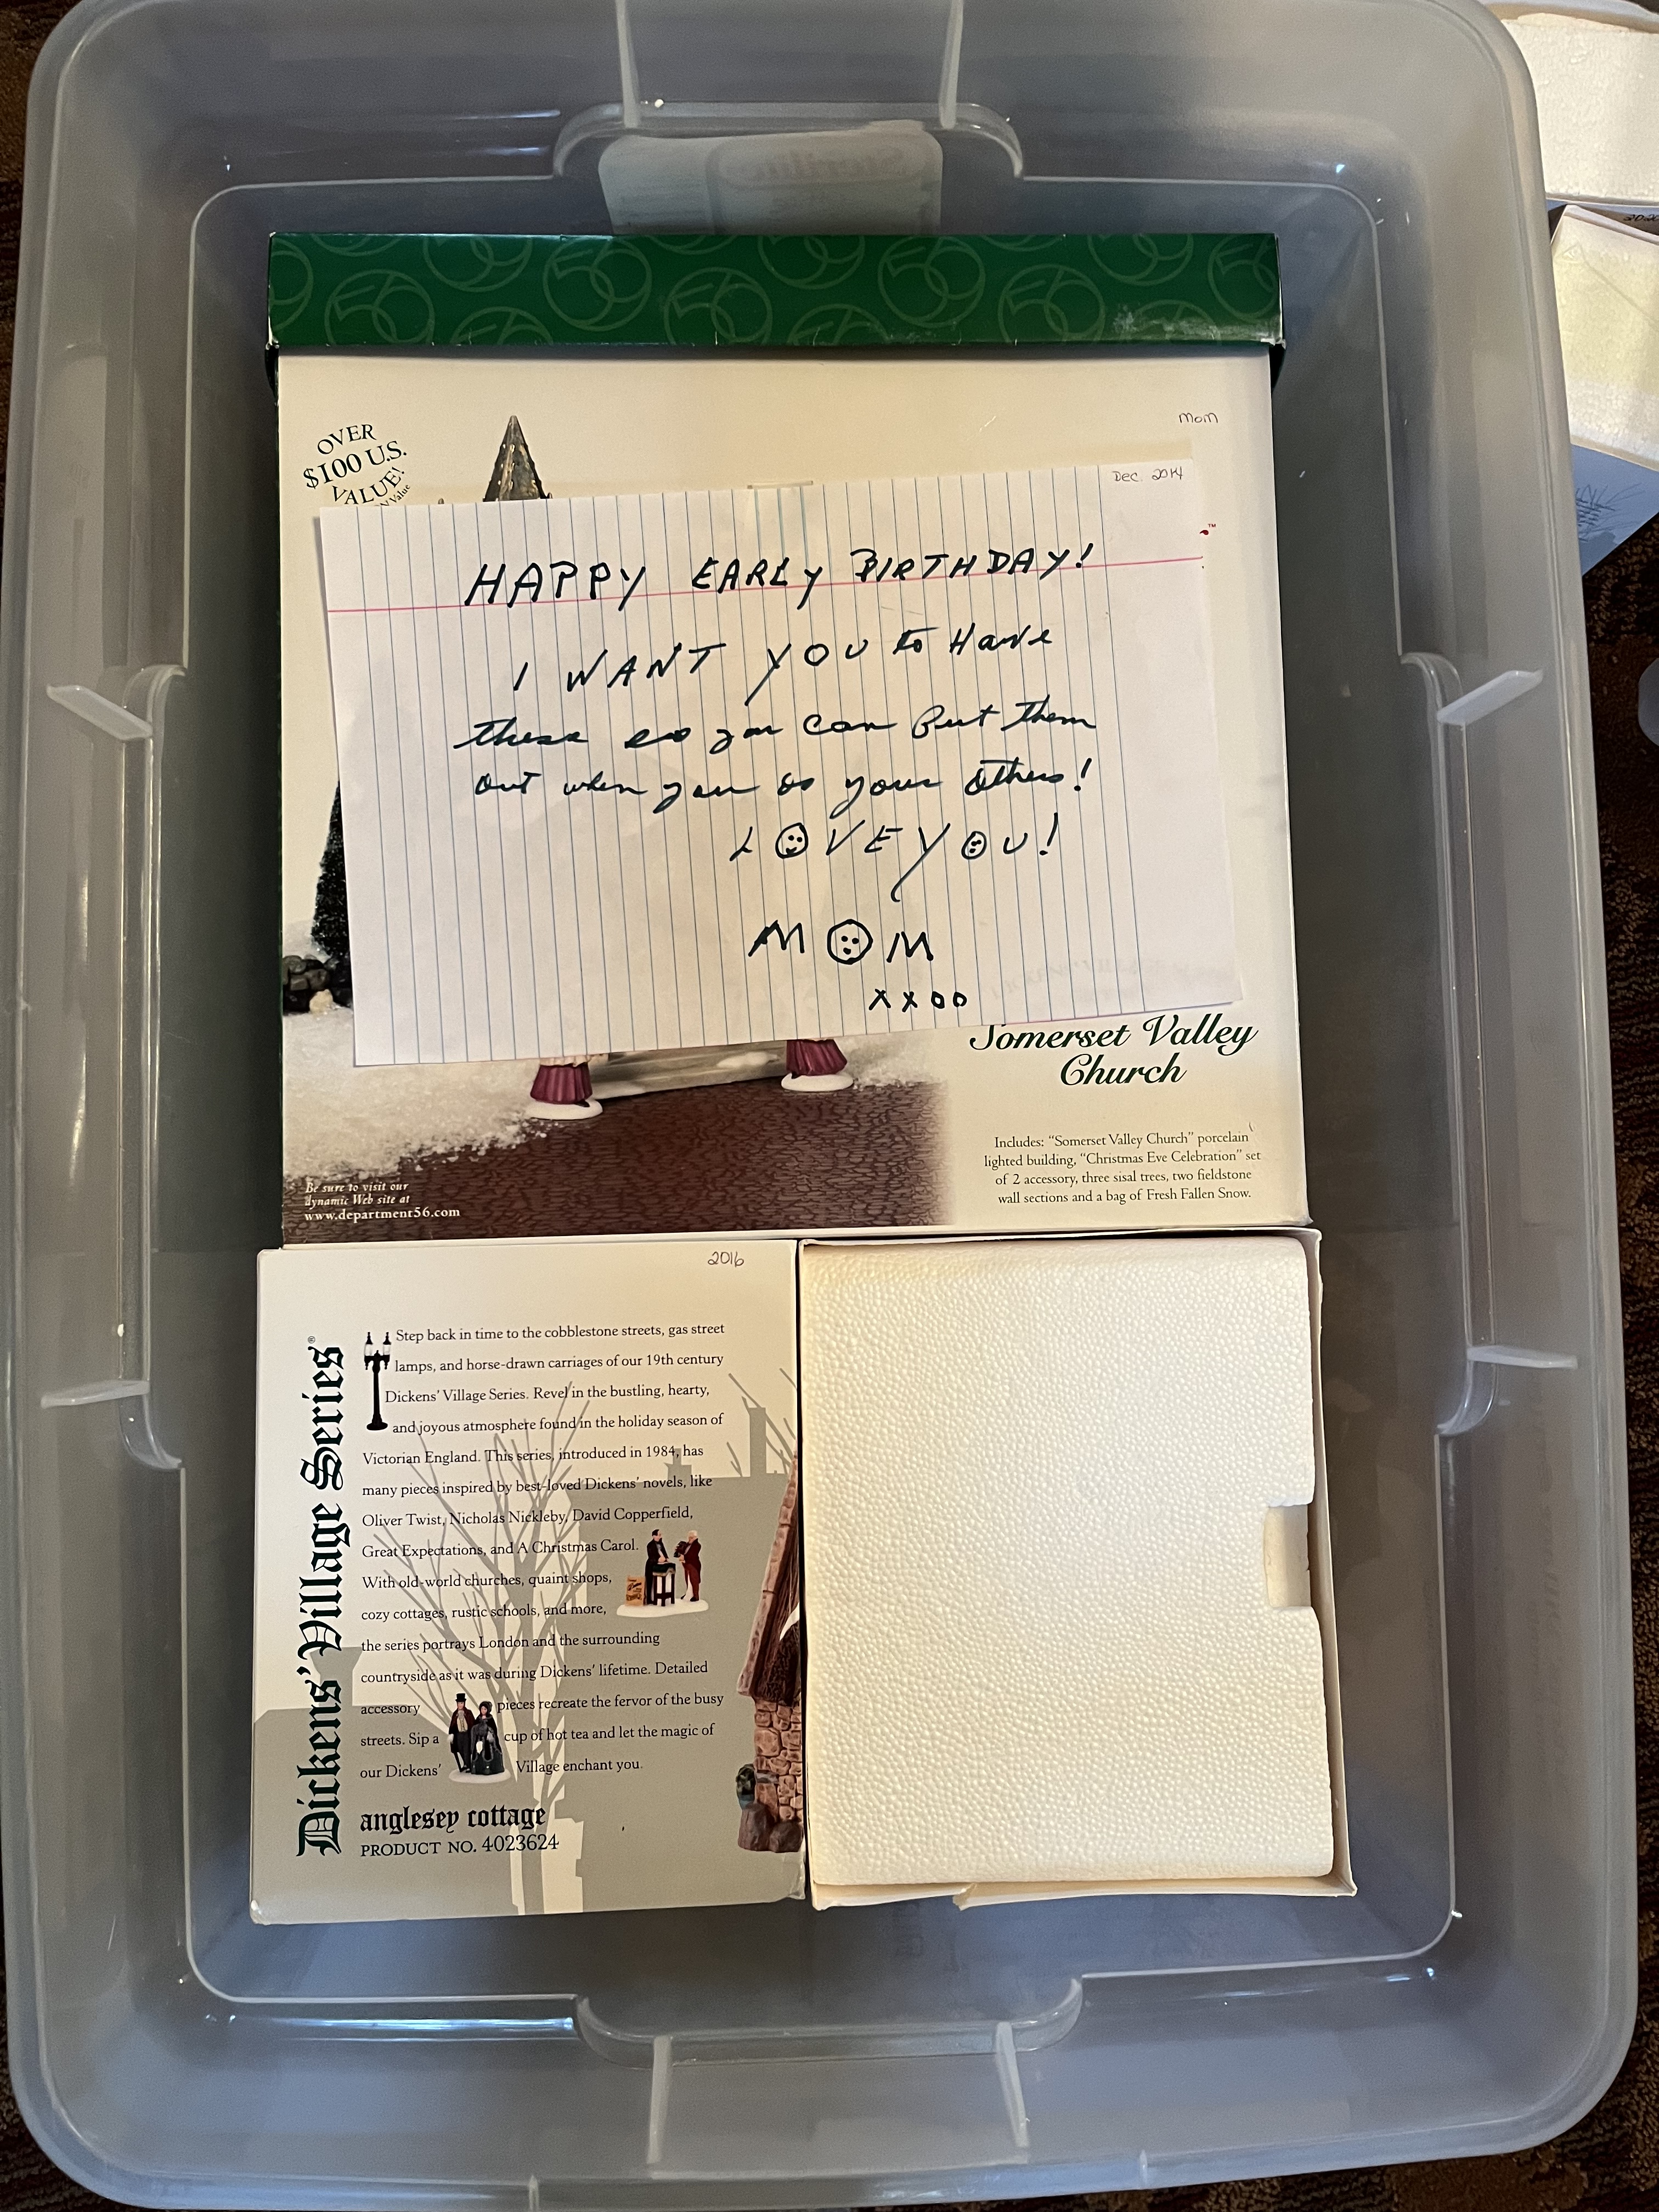 Sterilite
56 56 56 56 56
OVER
$100 U.S.
VALUE!
Value
Mom
Dec. 2014
HAPPY EARLY BIRTHDAY!
I WANT YOU to Have
these so you can Put them
out when you do your others!
LOVE YOU!
MOM
XXOO
™
Somerset Valley
Church
Includes: “Somerset Valley Church” porcelain
lighted building, “Christmas Eve Celebration” set
of 2 accessory, three sisal trees, two fieldstone
wall sections and a bag of Fresh Fallen Snow.
Be sure to visit our
dynamic Web site at
www.department56.com
2016
Dickens' Village Series®
Step back in time to the cobblestone streets, gas street
lamps, and horse-drawn carriages of our 19th century
Dickens' Village Series. Revel in the bustling, hearty,
and joyous atmosphere found in the holiday season of
Victorian England. This series, introduced in 1984, has
many pieces inspired by best-loved Dickens' novels, like
Oliver Twist, Nicholas Nickleby, David Copperfield,
Great Expectations, and A Christmas Carol.
With old-world churches, quaint shops,
cozy cottages, rustic schools, and more,
the series portrays London and the surrounding
countryside as it was during Dickens' lifetime. Detailed
accessory pieces recreate the fervor of the busy
streets. Sip a cup of hot tea and let the magic of
our Dickens' Village enchant you.
anglesey cottage
PRODUCT NO. 4023624